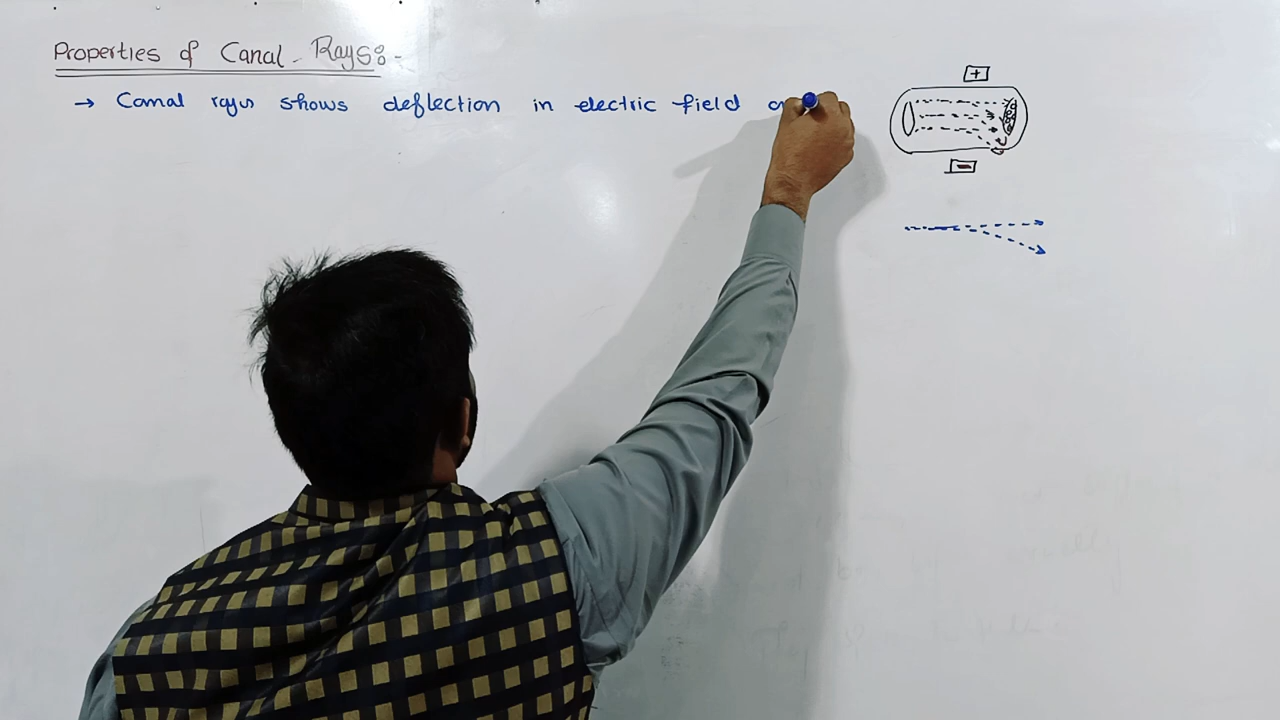 Properties of Canal - Rays:-
→ Canal rays shows deflection in electric field
+
-